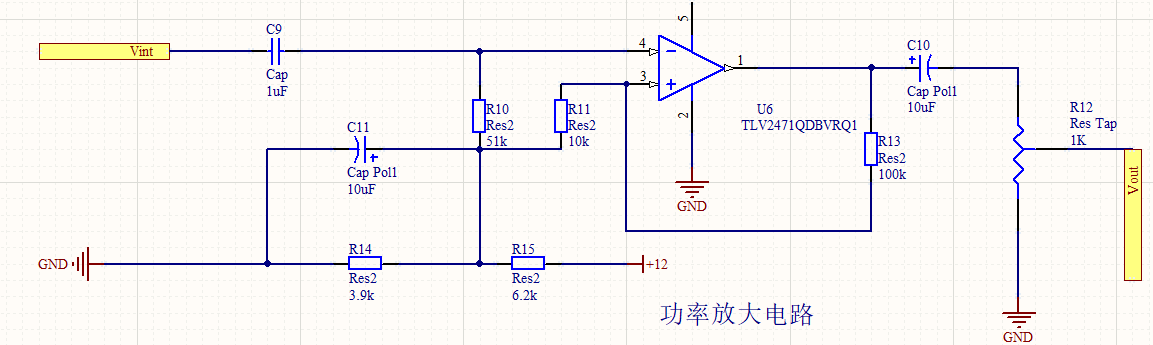 Vint
C9
Cap
1uF
R10
Res2
51k
R11
Res2
10k
C11
Cap Pol1
10uF
GND
R14
Res2
3.9k
R15
Res2
6.2k
+12
5
4
3
2
1
U6
TLV2471QDBVRQ1
GND
R13
Res2
100k
C10
Cap Pol1
10uF
R12
Res Tap
1K
Vout
GND
功率放大电路